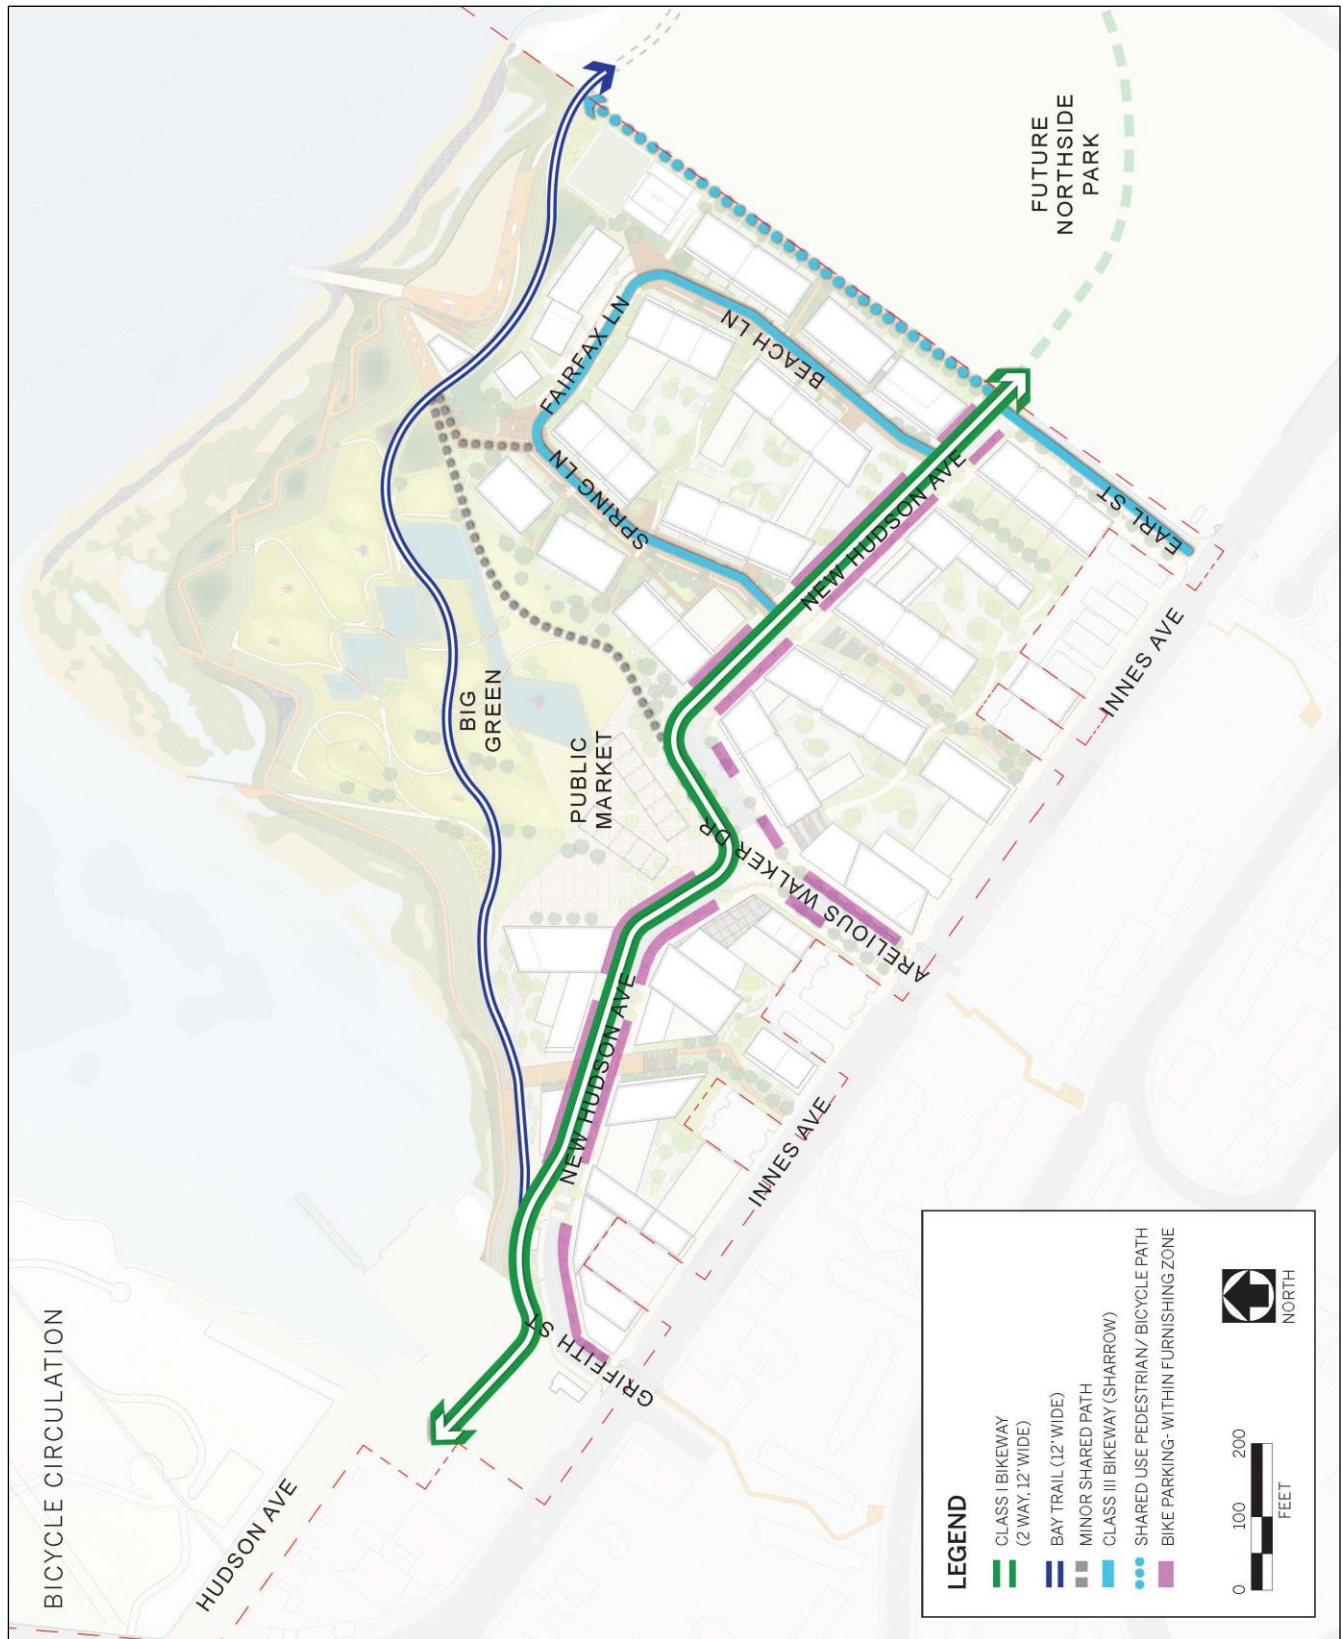 BICYCLE CIRCULATION
HUDSON AVE
GRIFFITH ST
NEW HUDSON AVE
INNES AVE
BIG
GREEN
PUBLIC
MARKET
ARELIOUS WALKER DR
SPRING LN
FAIRFAX LN
BEACH LN
NEW HUDSON AVE
INNES AVE
EARL ST
FUTURE
NORTHSIDE
PARK
LEGEND
CLASS I BIKEWAY
(2 WAY, 12' WIDE)
BAY TRAIL (12' WIDE)
MINOR SHARED PATH
CLASS III BIKEWAY (SHARROW)
SHARED USE PEDESTRIAN/ BICYCLE PATH
BIKE PARKING- WITHIN FURNISHING ZONE
0 100 200
FEET
NORTH